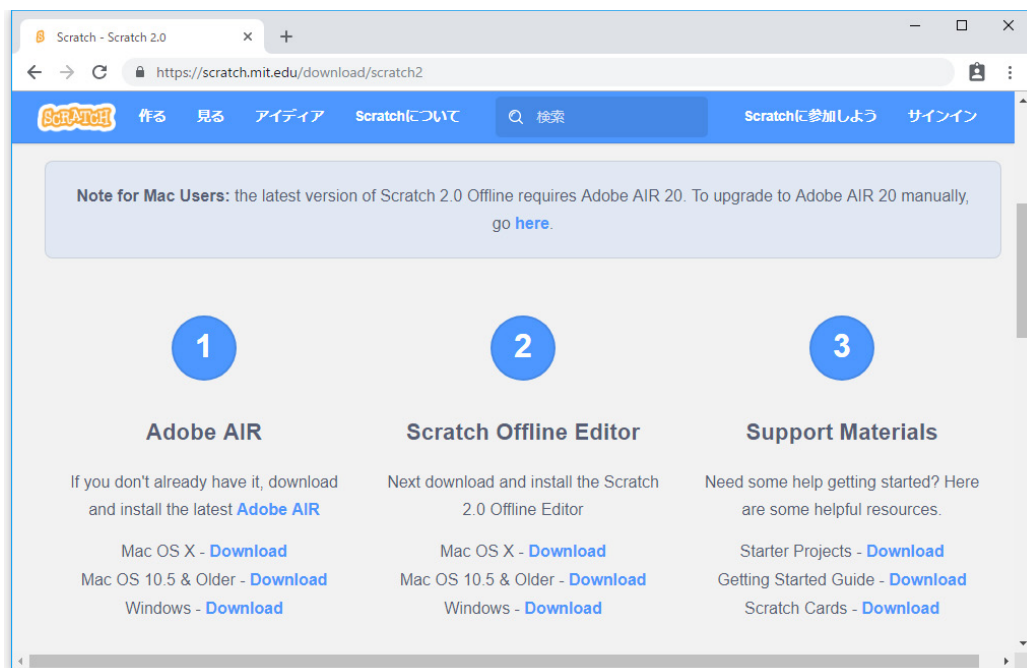 Scratch - Scratch 2.0
https://scratch.mit.edu/download/scratch2
SCRATCH 作る 見る アイディア Scratchについて 検索 Scratchに参加しよう サインイン
Note for Mac Users: the latest version of Scratch 2.0 Offline requires Adobe AIR 20. To upgrade to Adobe AIR 20 manually,
go here.
1 2 3
Adobe AIR Scratch Offline Editor Support Materials
If you don't already have it, download Next download and install the Scratch Need some help getting started? Here
and install the latest Adobe AIR 2.0 Offline Editor are some helpful resources.
Mac OS X - Download Mac OS X - Download Starter Projects - Download
Mac OS 10.5 & Older - Download Mac OS 10.5 & Older - Download Getting Started Guide - Download
Windows - Download Windows - Download Scratch Cards - Download